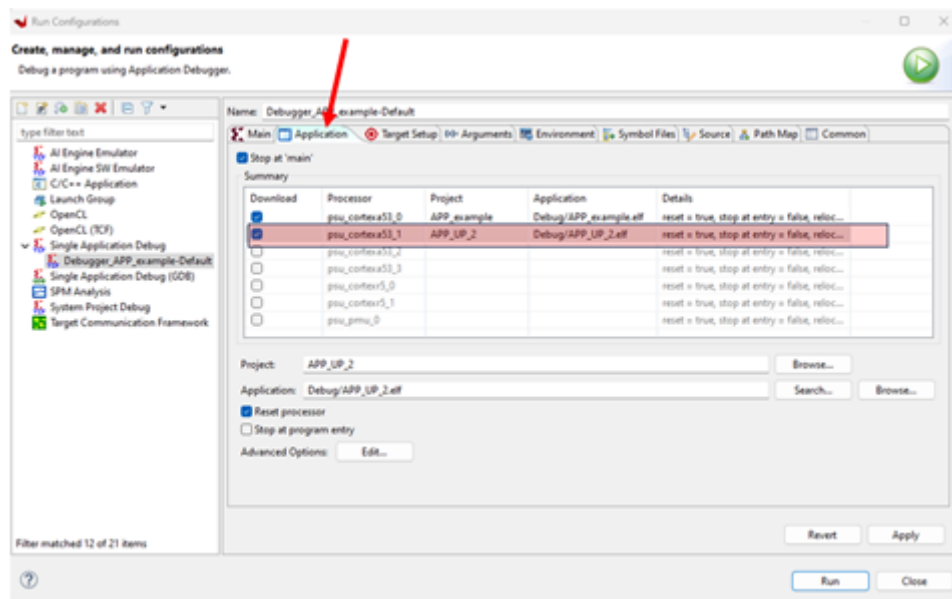 Run Configurations
Create, manage, and run configurations
Debug a program using Application Debugger.
Name: Debugger_APP_example-Default
type filter text
AI Engine Emulator
AI Engine SW Emulator
C/C++ Application
Launch Group
OpenCL
OpenCL (TCF)
Single Application Debug
Debugger_APP_example-Default
Single Application Debug (GDB)
SPM Analysis
System Project Debug
Target Communication Framework
Filter matched 12 of 21 items
Main Application Target Setup Arguments Environment Symbol Files Source Path Map Common
Stop at 'main'
Summary
Download Processor Project Application Details
psu_cortexa53_0 APP_example Debug/APP_example.elf reset = true, stop at entry = false, reloc...
psu_cortexa53_1 APP_UP_2 Debug/APP_UP_2.elf reset = true, stop at entry = false, reloc...
psu_cortexa53_2 reset = true, stop at entry = false, reloc...
psu_cortexa53_3 reset = true, stop at entry = false, reloc...
psu_cortexr5_0 reset = true, stop at entry = false, reloc...
psu_cortexr5_1 reset = true, stop at entry = false, reloc...
psu_pmu_0 reset = true, stop at entry = false, reloc...
Project: APP_UP_2 Browse...
Application: Debug/APP_UP_2.elf Search... Browse...
Reset processor
Stop at program entry
Advanced Options: Edit...
Revert Apply
Run Close